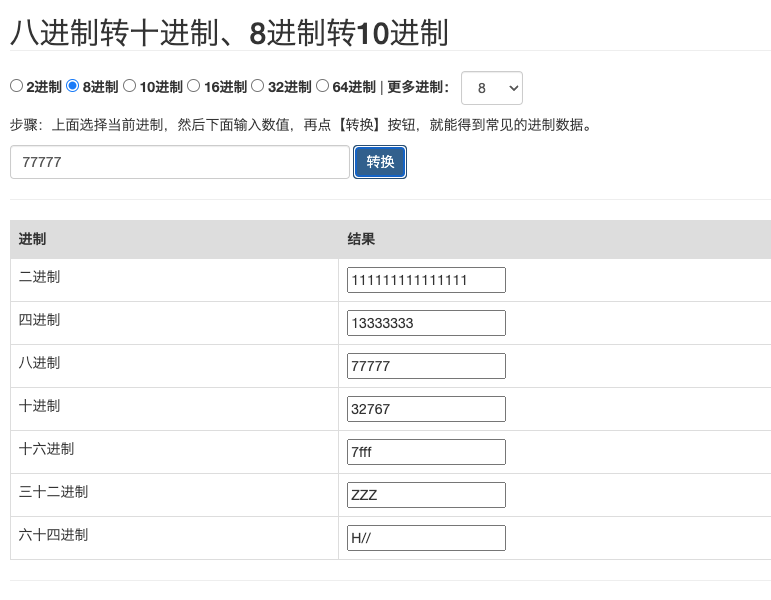 八进制转十进制、8进制转10进制
2进制 8进制 10进制 16进制 32进制 64进制 | 更多进制： 8
步骤：上面选择当前进制，然后下面输入数值，再点【转换】按钮，就能得到常见的进制数据。
77777 转换
进制 结果
二进制 111111111111111
四进制 13333333
八进制 77777
十进制 32767
十六进制 7fff
三十二进制 ZZZ
六十四进制 H//